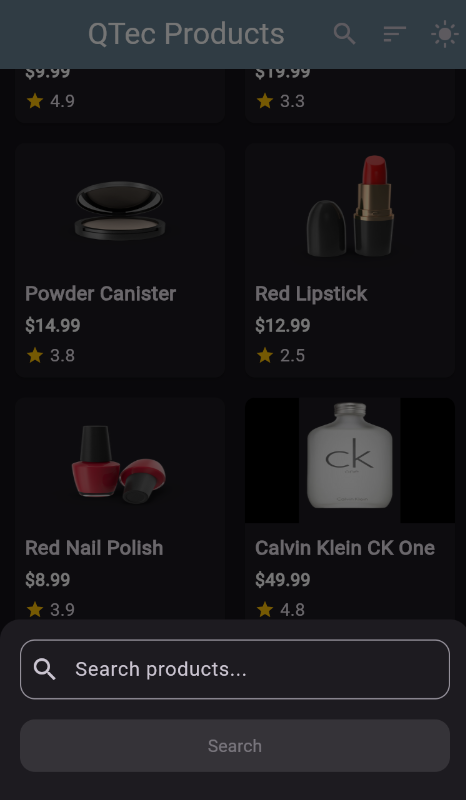 QTec Products
$9.99 $19.99
4.9 3.3
Powder Canister Red Lipstick
$14.99 $12.99
3.8 2.5
ck
Red Nail Polish Calvin Klein CK One
$8.99 $49.99
3.9 4.8
Search products...
Search